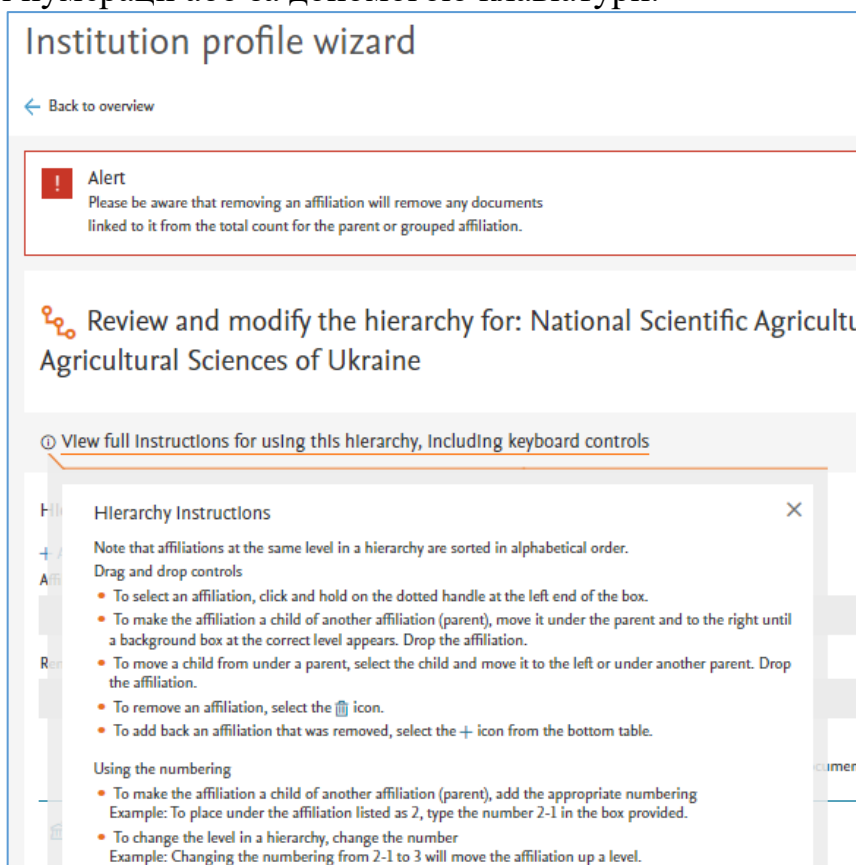 нумерації або за допомогою клавіатури.
Institution profile wizard
Back to overview
Alert
Please be aware that removing an affiliation will remove any documents
linked to it from the total count for the parent or grouped affiliation.
Review and modify the hierarchy for: National Scientific
Agricultural Sciences of Ukraine
View full instructions for using this hierarchy, including keyboard controls
Hierarchy Instructions
Note that affiliations at the same level in a hierarchy are sorted in alphabetical order.
Drag and drop controls
• To select an affiliation, click and hold on the dotted handle at the left end of the box.
• To make the affiliation a child of another affiliation (parent), move it under the parent and to the right until
a background box at the correct level appears. Drop the affiliation.
• To move a child from under a parent, select the child and move it to the left or under another parent. Drop
the affiliation.
• To remove an affiliation, select the icon.
• To add back an affiliation that was removed, select the + icon from the bottom table.
Using the numbering
• To make the affiliation a child of another affiliation (parent), add the appropriate numbering
Example: To place under the affiliation listed as 2, type the number 2-1 in the box provided.
• To change the level in a hierarchy, change the number
Example: Changing the numbering from 2-1 to 3 will move the affiliation up a level.